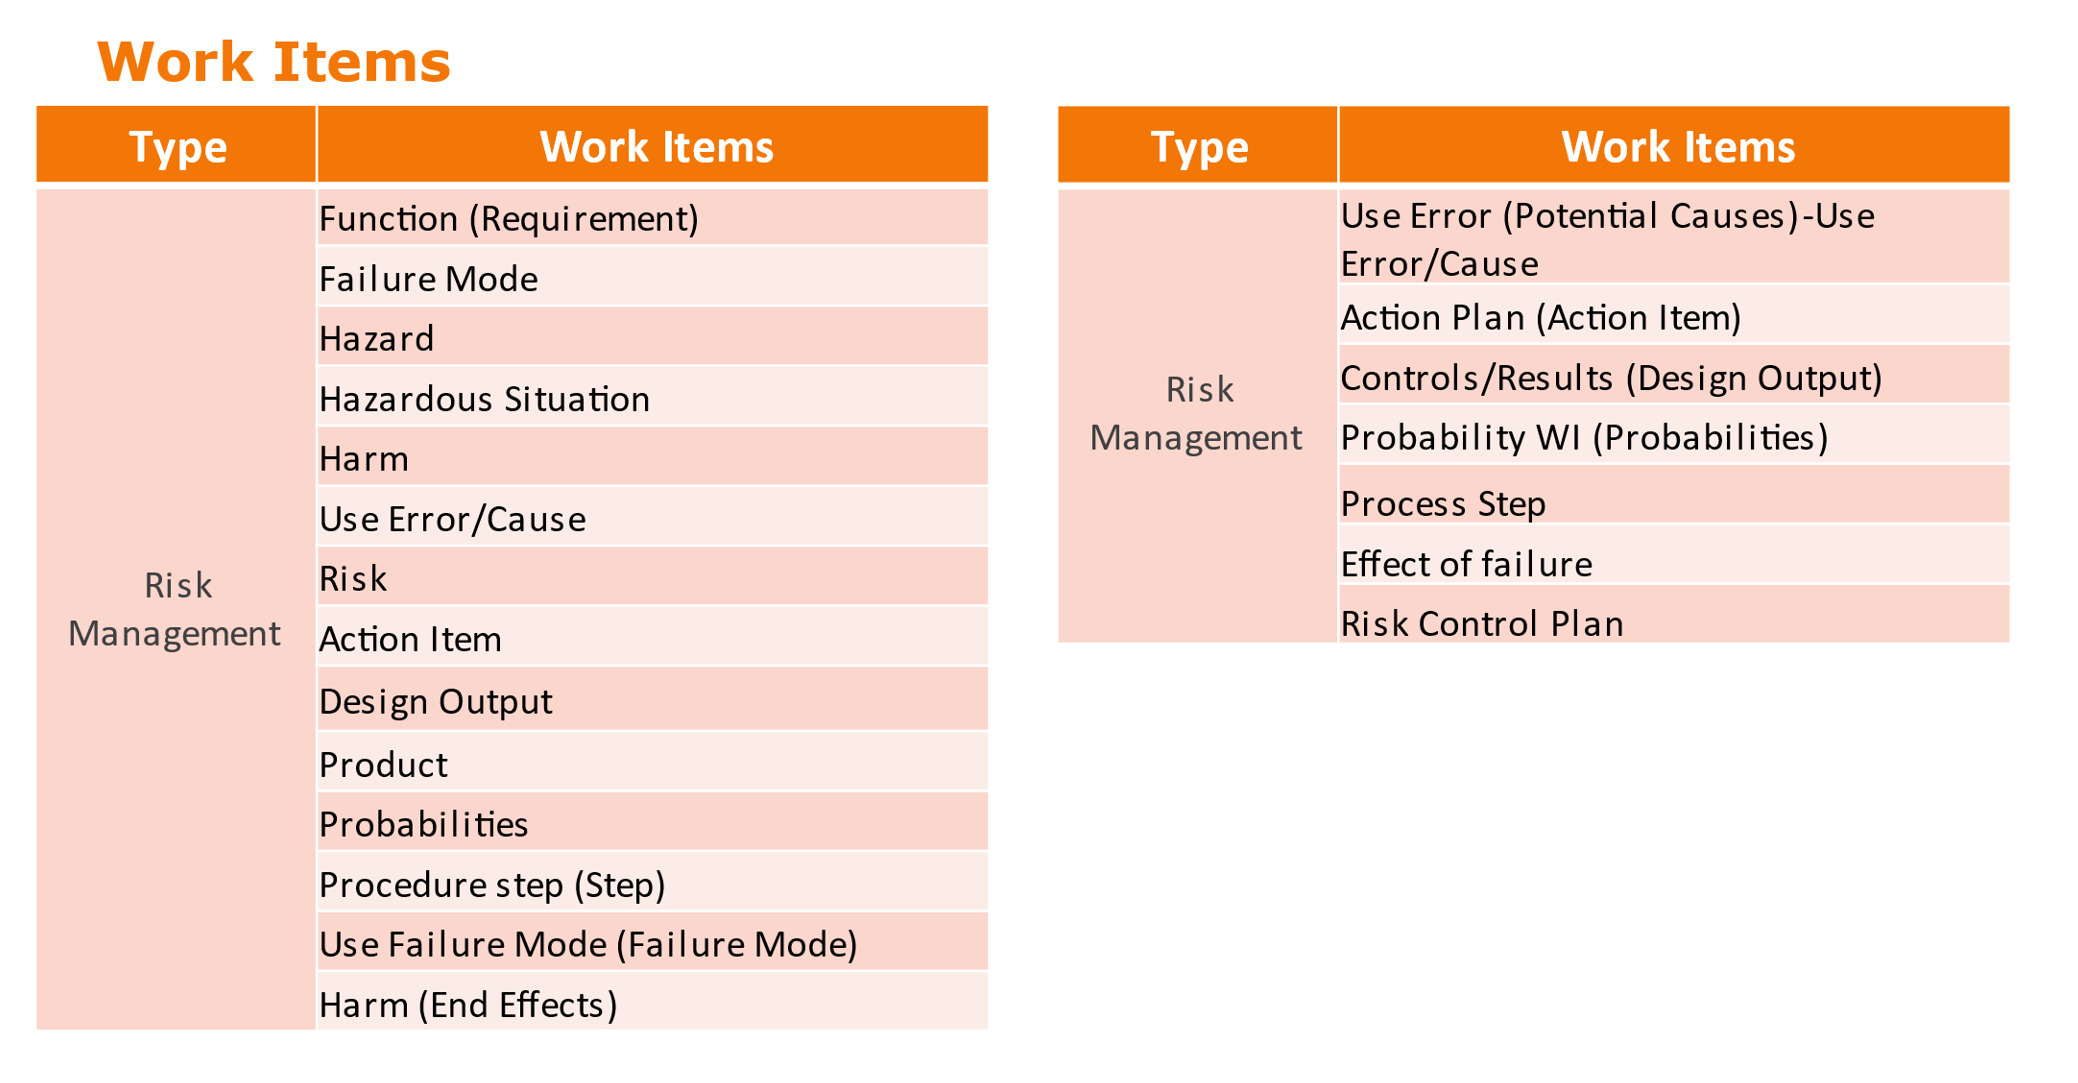 Work Items
Type
Work Items
Risk
Management
Function (Requirement)
Failure Mode
Hazard
Hazardous Situation
Harm
Use Error/Cause
Risk
Action Item
Design Output
Product
Probabilities
Procedure step (Step)
Use Failure Mode (Failure Mode)
Harm (End Effects)
Type
Work Items
Risk
Management
Use Error (Potential Causes)-Use
Error/Cause
Action Plan (Action Item)
Controls/Results (Design Output)
Probability WI (Probabilities)
Process Step
Effect of failure
Risk Control Plan